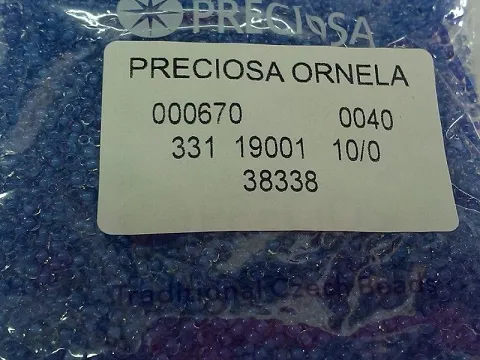 PRECIOSA
PRECIOSA ORNELA
000670 0040
331 19001 10/0
38338
Traditional Czech Beads